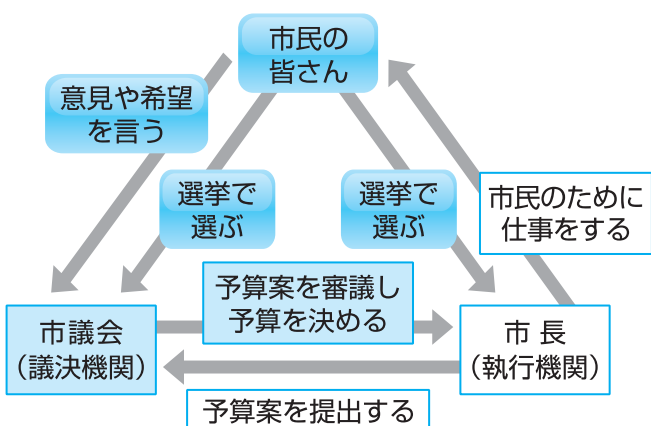 市民の
皆さん
意見や希望
を言う
選挙で
選ぶ
選挙で
選ぶ
市民のために
仕事をする
予算案を審議し
予算を決める
市議会
(議決機関)
市 長
(執行機関)
予算案を提出する